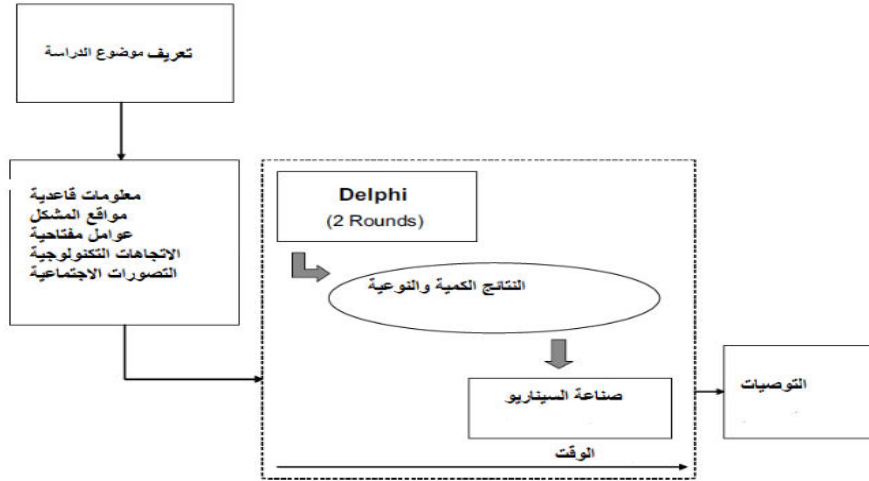 تعريف موضوع الدراسة
معلومات قاعدية
مواقع المشكل
عوامل مفتاحية
الاتجاهات التكنولوجية
التصورات الاجتماعية
Delphi
(2 Rounds)
النتائج الكمية والنوعية
صناعة السيناريو
الوقت
التوصيات